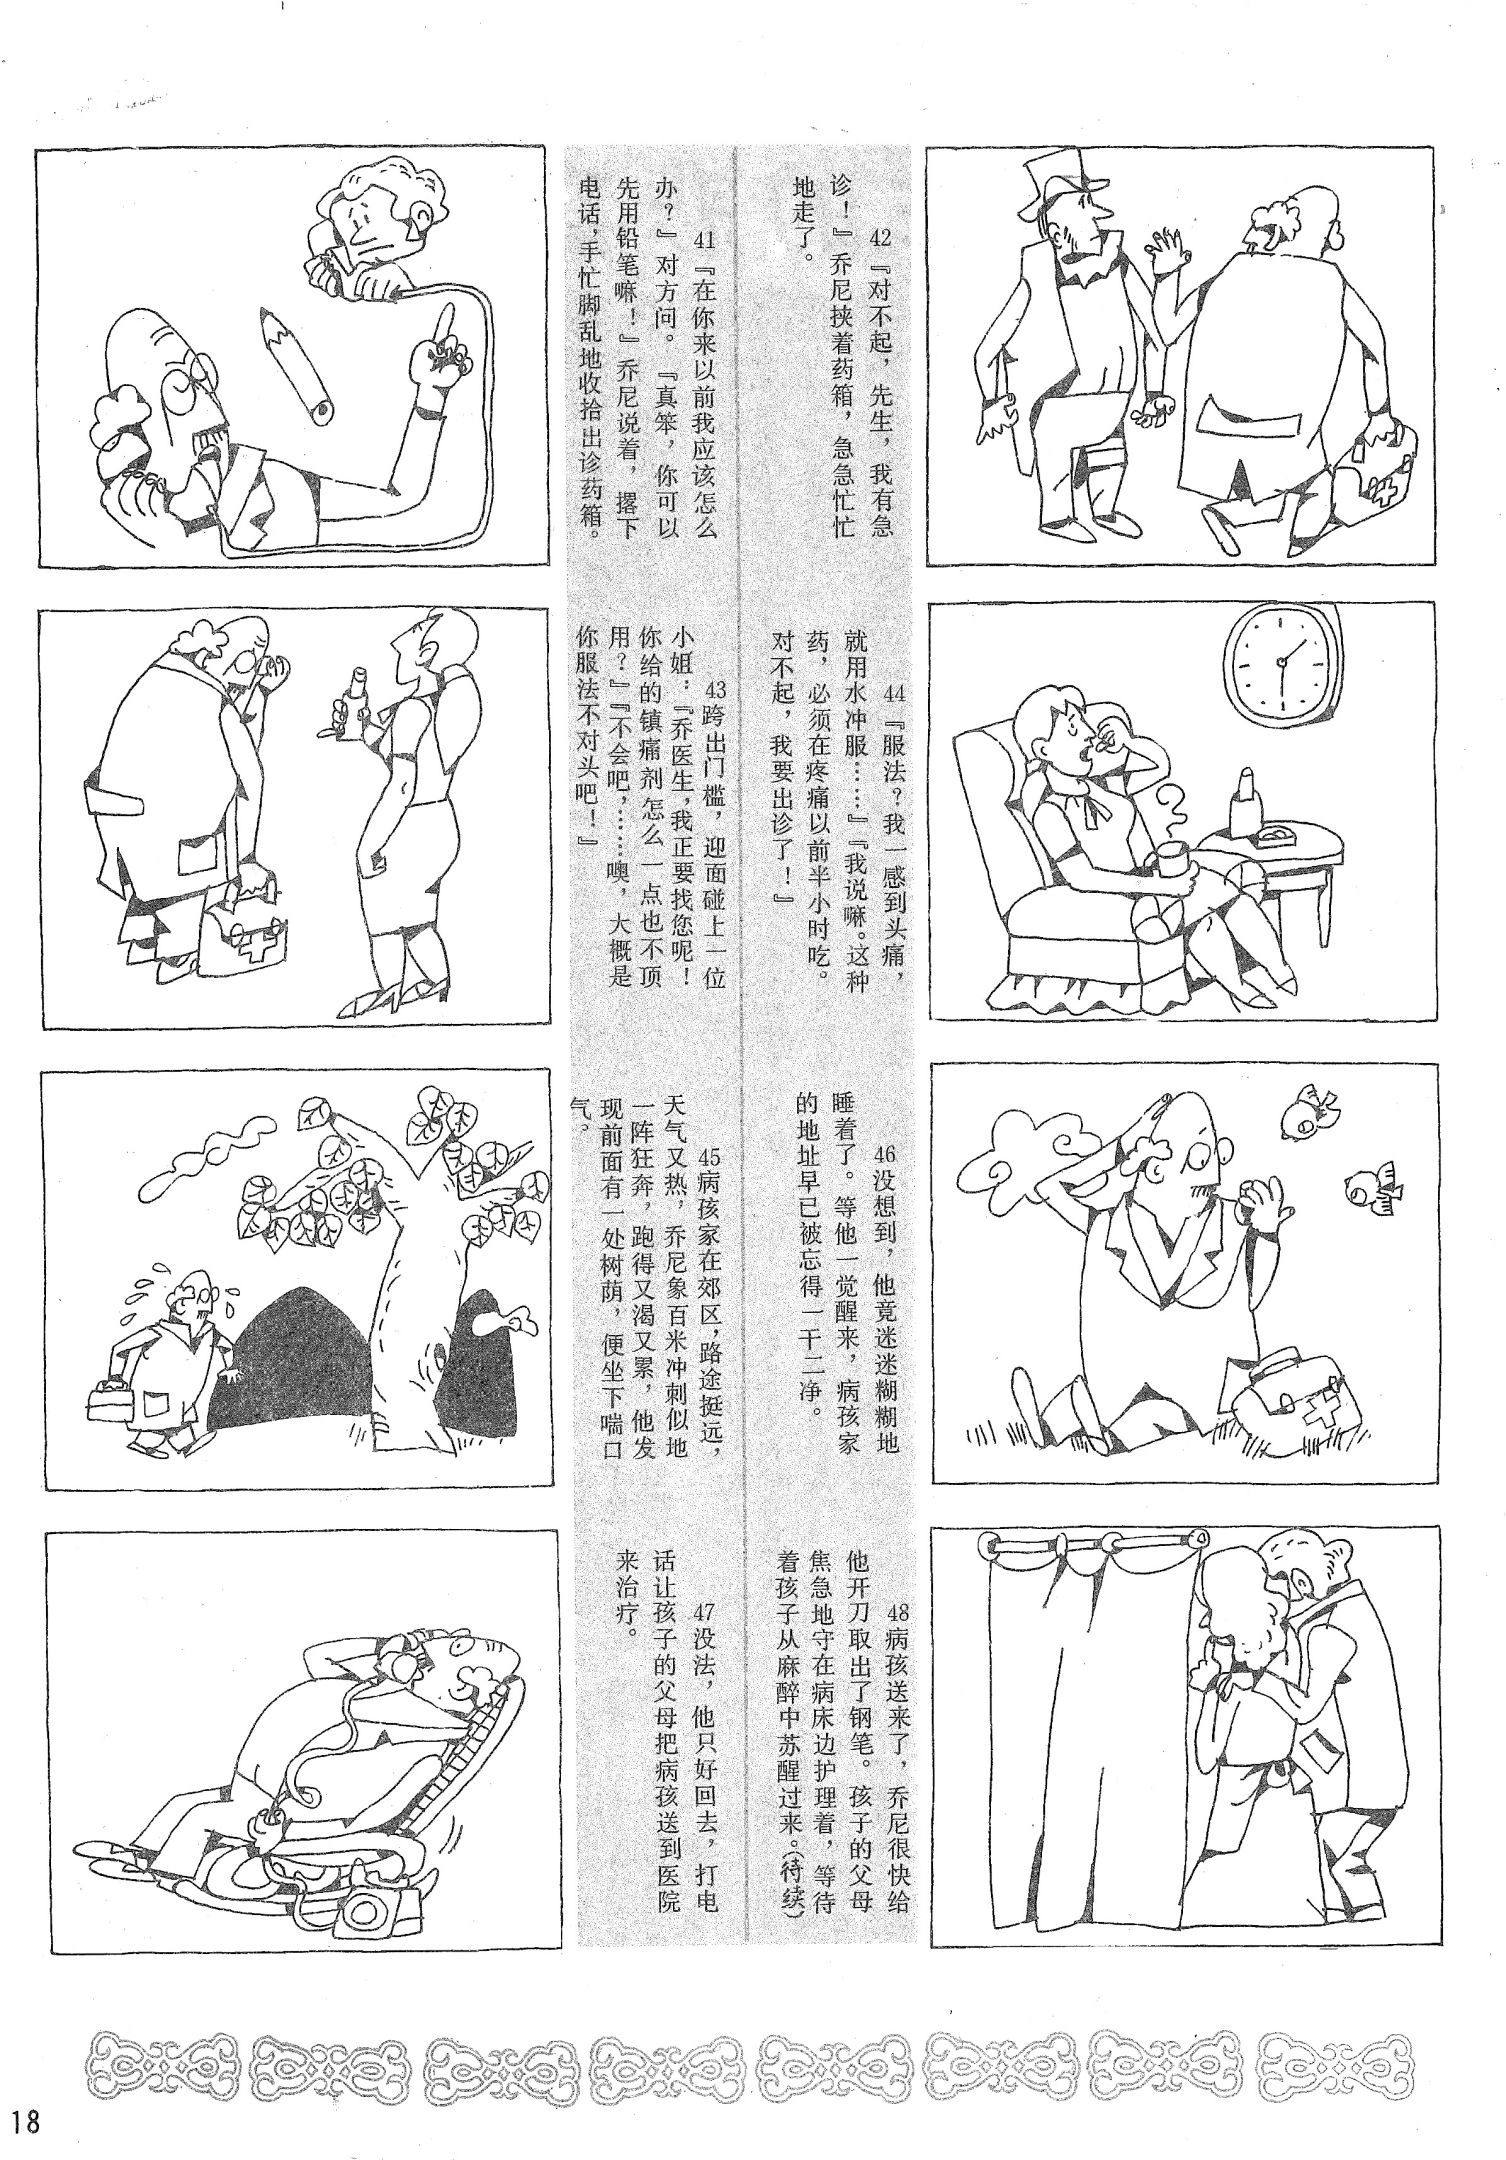 41『在你来以前我应该怎么
办？』对方问。『真笨，你可以
先用铅笔嘛！』乔尼说着，撂下
电话，手忙脚乱地收拾出诊药箱。
42『对不起，先生，我有急
诊！』乔尼挟着药箱，急急忙忙
地走了。
43跨出门槛，迎面碰上一位
小姐：『乔医生，我正要找您呢！
你给的镇痛剂怎么一点也不顶
用？』『不会吧，……噢，大概是
你服法不对头吧！』
44『服法？我一感到头痛，
就用水冲服……』『我说嘛。这种
药，必须在疼痛以前半小时吃。
对不起，我要出诊了！』
45病孩家在郊区，路途挺远，
天气又热，乔尼象百米冲刺似地
一阵狂奔，跑得又渴又累，他发
现前面有一处树荫，便坐下喘口
气。
46没想到，他竟迷迷糊糊地
睡着了。等他一觉醒来，病孩家
的地址早已被忘得一干二净。
47没法，他只好回去，打电
话让孩子的父母把病孩送到医院
来治疗。
48病孩送来了，乔尼很快给
他开刀取出了钢笔。孩子的父母
焦急地守在病床边护理着，等待
着孩子从麻醉中苏醒过来。（待续）
18